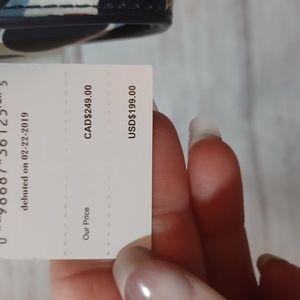 debuted on 02-22-2019
Our Price
CAD$249.00
USD$199.00